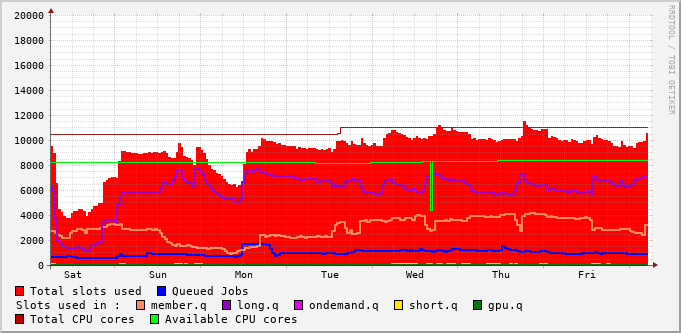 20000
18000
16000
14000
12000
10000
8000
6000
4000
2000
0
Sat Sun Mon Tue Wed Thu Fri
RRDTOOL / TOBI OETIKER
Total slots used Queued Jobs
Slots used in : member.q long.q ondemand.q short.q gpu.q
Total CPU cores
Available CPU cores